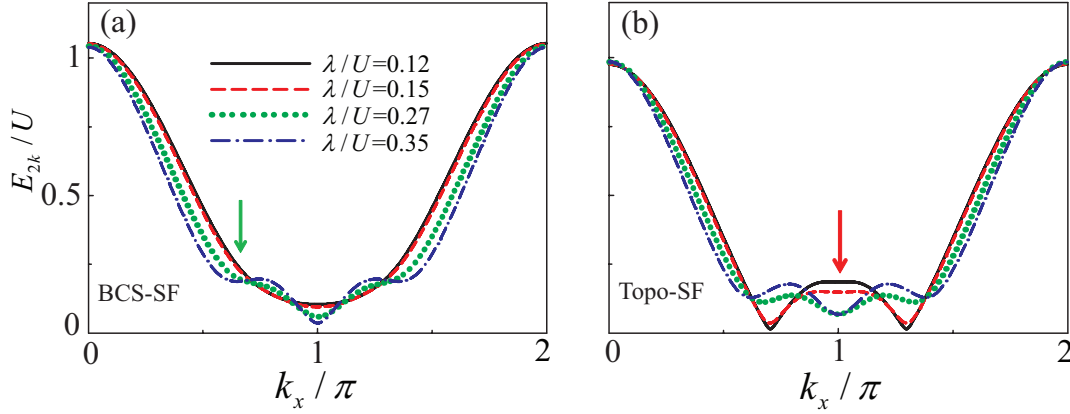 (a)
E2k / U
1
0.5
0
λ/U=0.12
λ/U=0.15
λ/U=0.27
λ/U=0.35
BCS-SF
0 1 2
kx / π
(b)
Topo-SF
0 1 2
kx / π